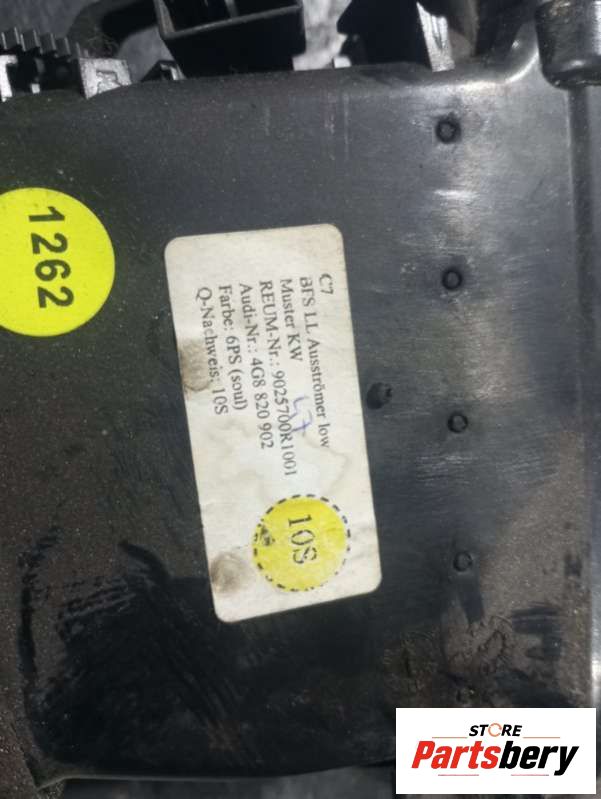 1262
C7
BFS LL Ausströmer low
Muster KW 47
REUM-Nr.: 9025700R1001
Audi-Nr.: 4G8 820 902
Farbe: 6PS (soul)
Q-Nachweis: 10S
10S
STORE
Partsbery